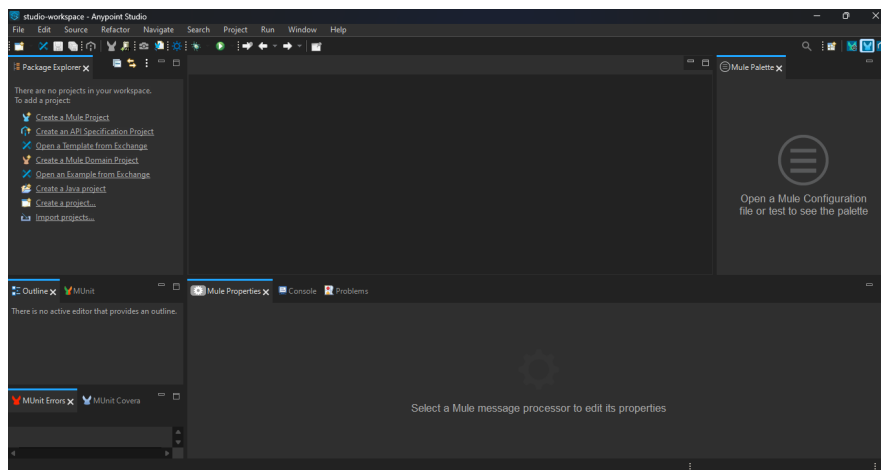 studio-workspace - Anypoint Studio
File Edit Source Refactor Navigate Search Project Run Window Help
Package Explorer
There are no projects in your workspace.
To add a project:
Create a Mule Project
Create an API Specification Project
Open a Template from Exchange
Create a Mule Domain Project
Open an Example from Exchange
Create a Java project
Create a project...
Import projects...
Mule Palette
Open a Mule Configuration
file or test to see the palette
Outline MUnit
There is no active editor that provides an outline.
Mule Properties Console Problems
Select a Mule message processor to edit its properties
MUnit Errors MUnit Covera